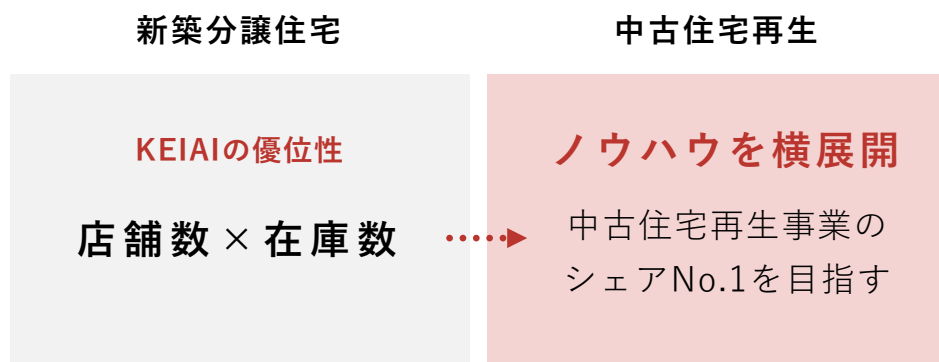 新築分譲住宅
KEIAIの優位性
店舗数×在庫数
中古住宅再生
ノウハウを横展開
中古住宅再生事業の
シェアNo.1を目指す